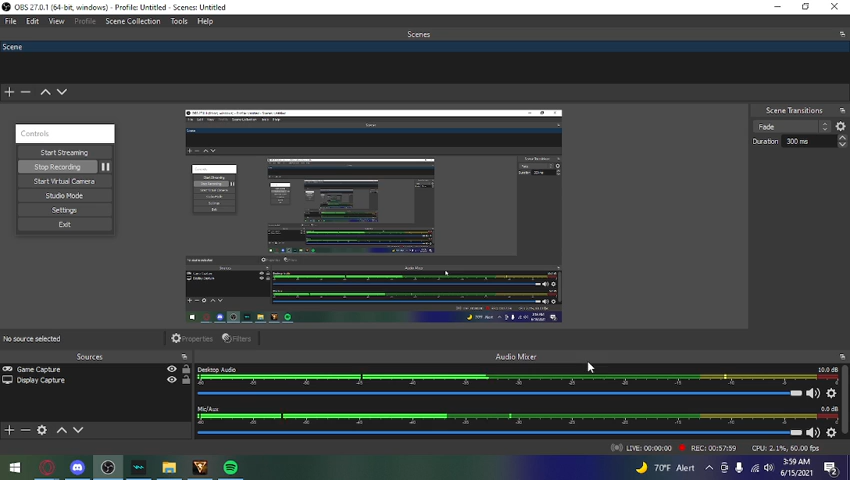 OBS 27.0.1 (64-bit, windows) - Profile: Untitled - Scenes: Untitled
File Edit View Profile Scene Collection Tools Help
Scenes
Scene
Scene Transitions
Fade
Duration 300 ms
Controls
Start Streaming
Stop Recording
Start Virtual Camera
Studio Mode
Settings
Exit
No source selected
Properties Filters
Sources
Game Capture
Display Capture
Audio Mixer
Desktop Audio 10.0 dB
Mic/Aux 0.0 dB
LIVE: 00:00:00 REC: 00:57:59 CPU: 2.1%, 60.00 fps
70°F Alert
3:59 AM
6/15/2021
2